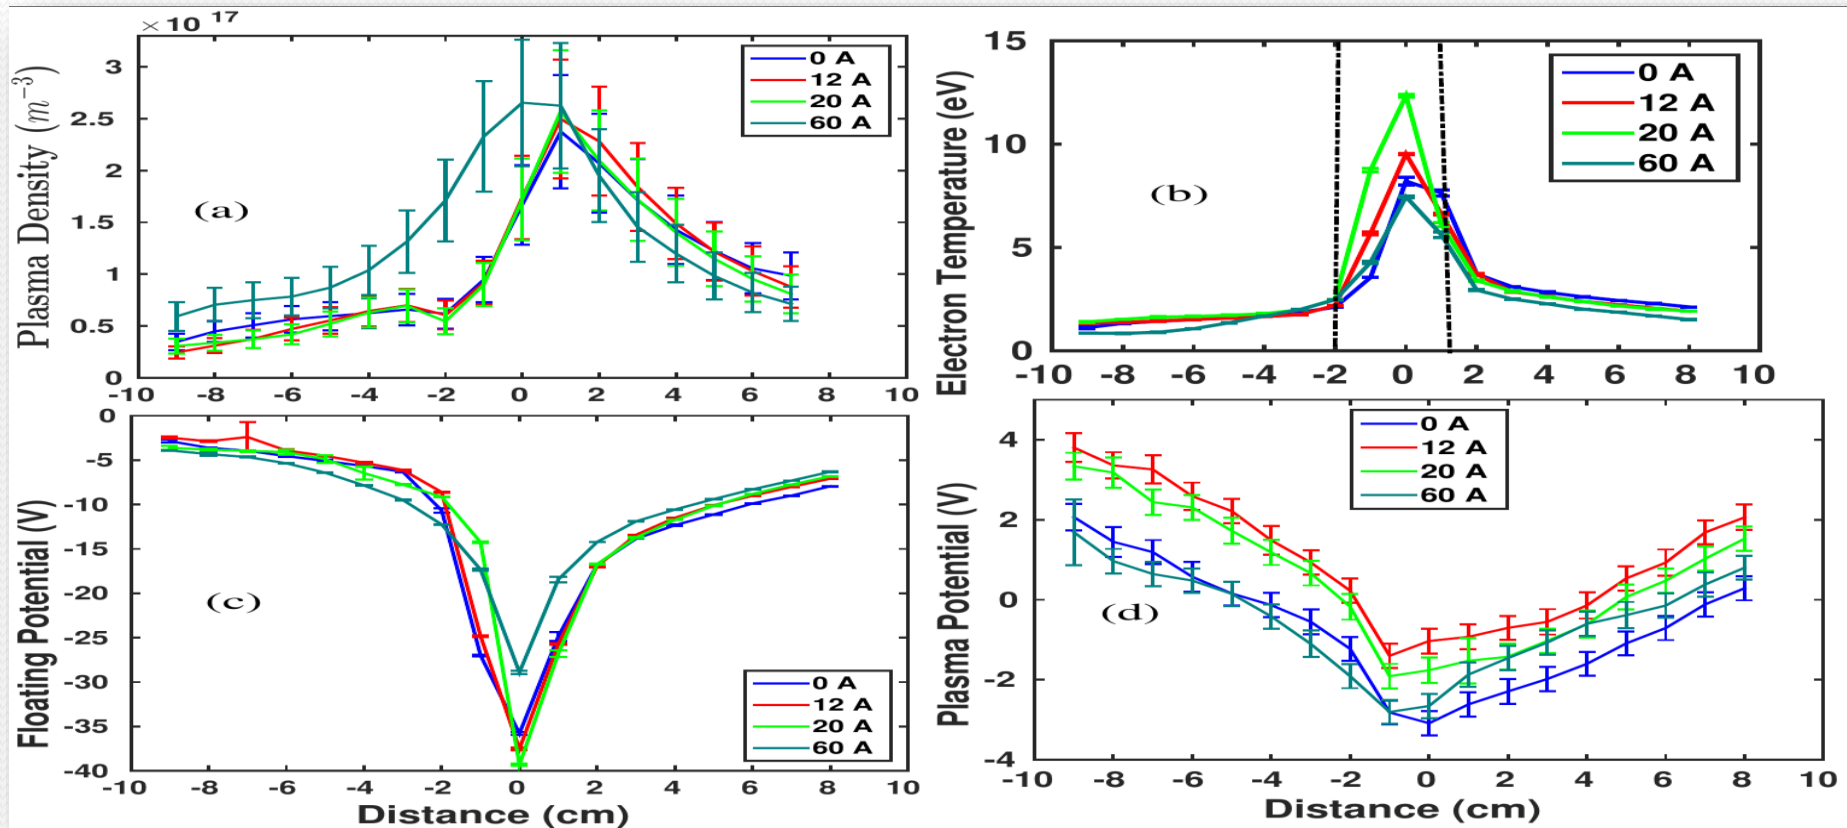 × 10 17
Plasma Density (m−3)
3
2.5
2
1.5
1
0.5
0
-10 -8 -6 -4 -2 0 2 4 6 8 10
(a)
0 A
12 A
20 A
60 A
Electron Temperature (eV)
15
10
5
0
-10 -8 -6 -4 -2 0 2 4 6 8 10
(b)
0 A
12 A
20 A
60 A
Floating Potential (V)
0
-5
-10
-15
-20
-25
-30
-35
-40
-10 -8 -6 -4 -2 0 2 4 6 8 10
Distance (cm)
(c)
0 A
12 A
20 A
60 A
Plasma Potential (V)
4
2
0
-2
-4
-10 -8 -6 -4 -2 0 2 4 6 8 10
Distance (cm)
(d)
0 A
12 A
20 A
60 A